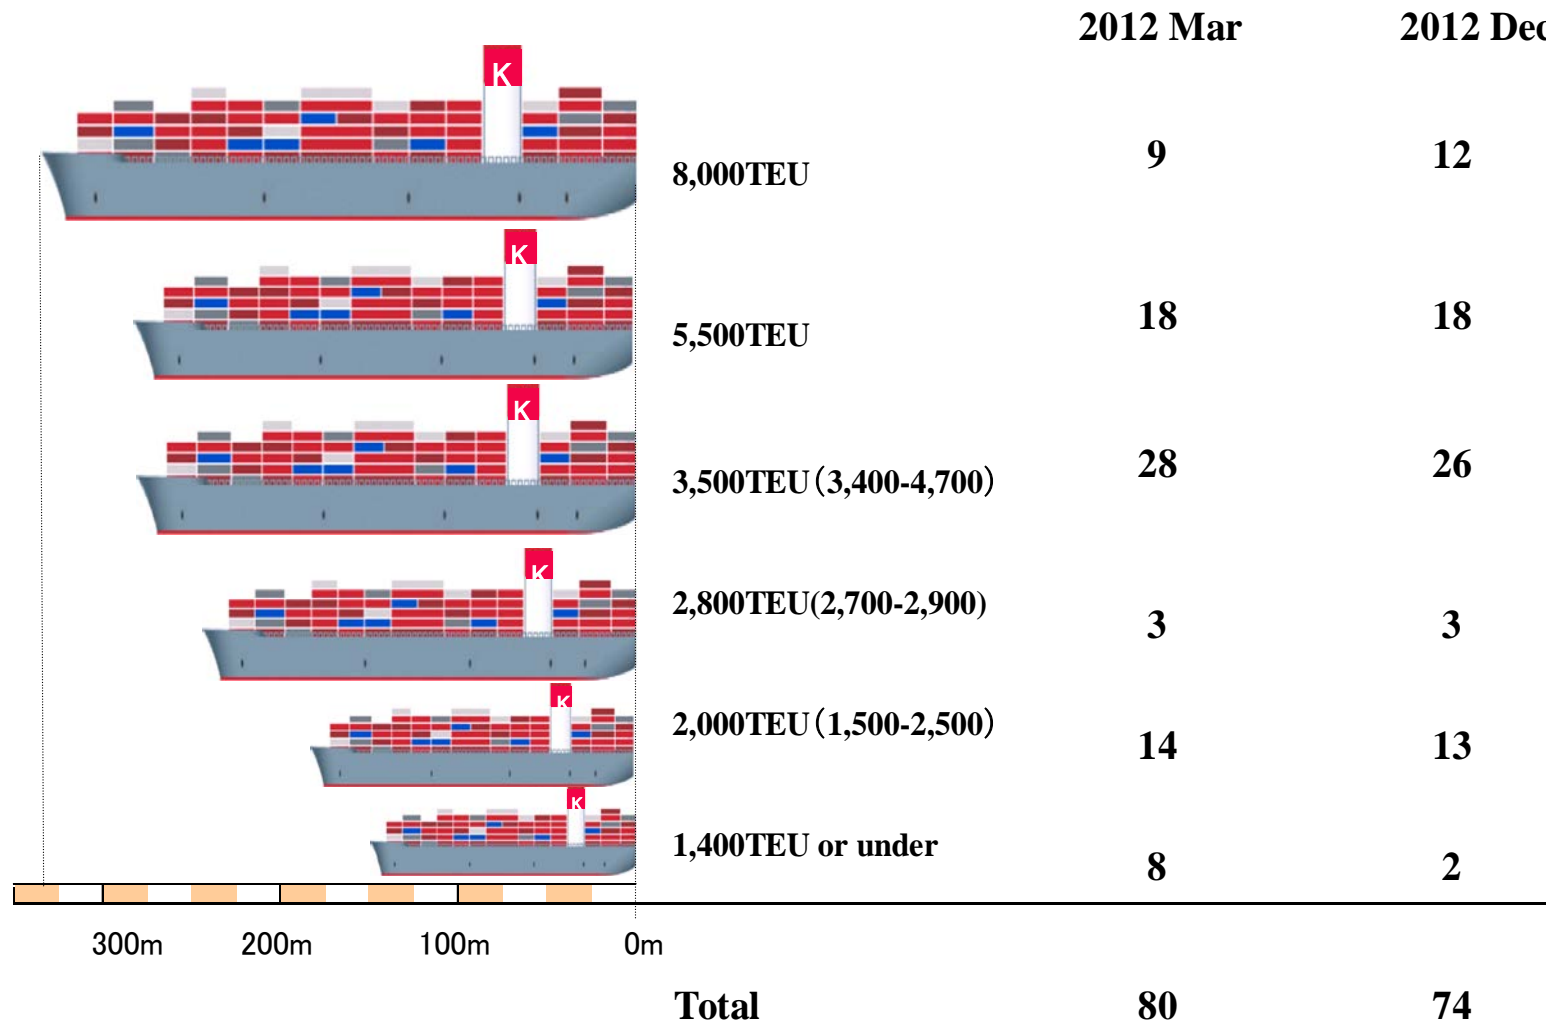 2012 Mar 2012 Dec
K
8,000TEU 9 12
K
5,500TEU 18 18
K
3,500TEU（3,400-4,700） 28 26
K
2,800TEU(2,700-2,900) 3 3
K
2,000TEU（1,500-2,500） 14 13
K
1,400TEU or under 8 2
300m 200m 100m 0m
Total 80 74